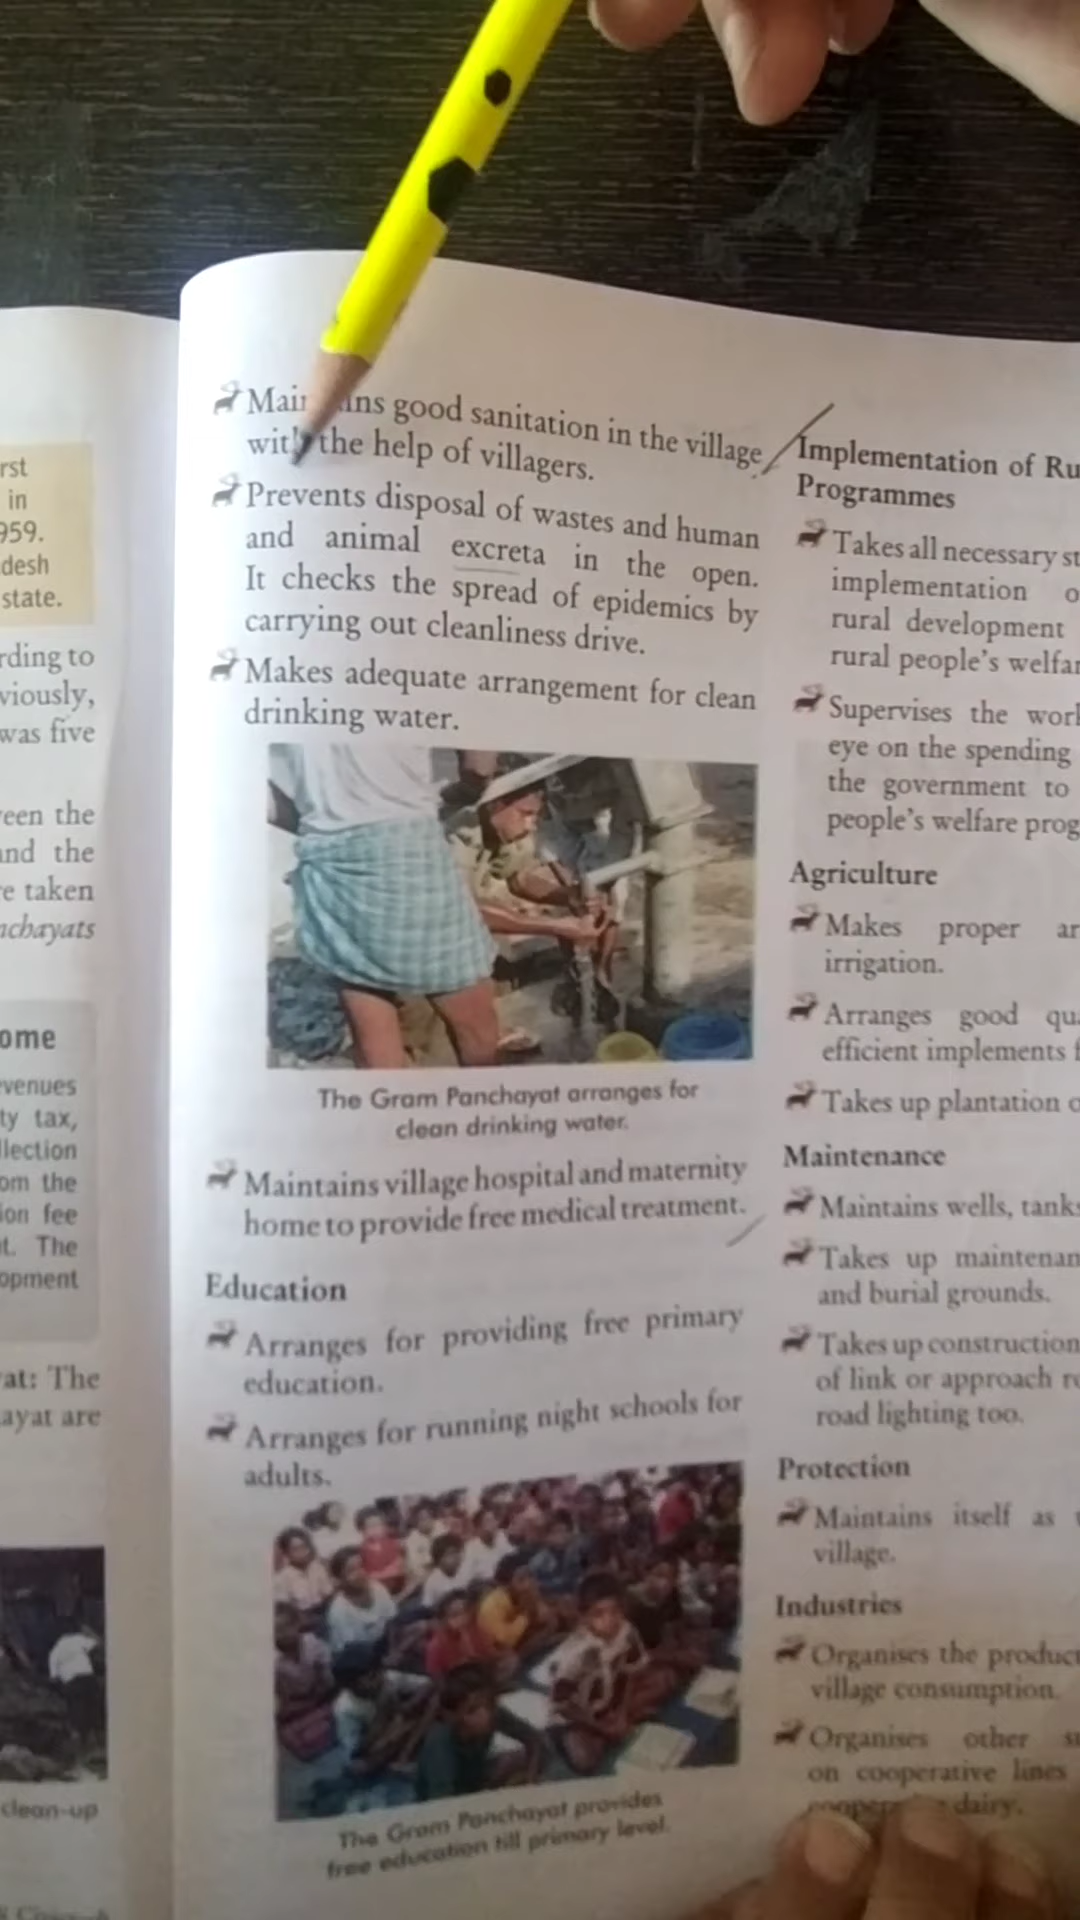 rst
in
959.
desh
state.
rding to
viously,
was five
een the
and the
e taken
nchayats
ome
evenues
ty tax,
llection
om the
ion fee
t. The
opment
at: The
ayat are
clean-up
Maintains good sanitation in the village
with the help of villagers.
Prevents disposal of wastes and human
and animal excreta in the open.
It checks the spread of epidemics by
carrying out cleanliness drive.
Makes adequate arrangement for clean
drinking water.
The Gram Panchayat arranges for
clean drinking water.
Maintains village hospital and maternity
home to provide free medical treatment.
Education
Arranges for providing free primary
education.
Arranges for running night schools for
adults.
The Gram Panchayat provides
free education till primary level.
Implementation of Ru
Programmes
Takes all necessary st
implementation o
rural development
rural people's welfar
Supervises the worl
eye on the spending
the government to
people's welfare prog
Agriculture
Makes proper ar
irrigation.
Arranges good qua
efficient implements f
Takes up plantation o
Maintenance
Maintains wells, tanks
Takes up maintenan
and burial grounds.
Takes up construction
of link or approach ro
road lighting too.
Protection
Maintains itself as
village.
Industries
Organises the product
village consumption.
Organises other s
on cooperative lines
dairy.